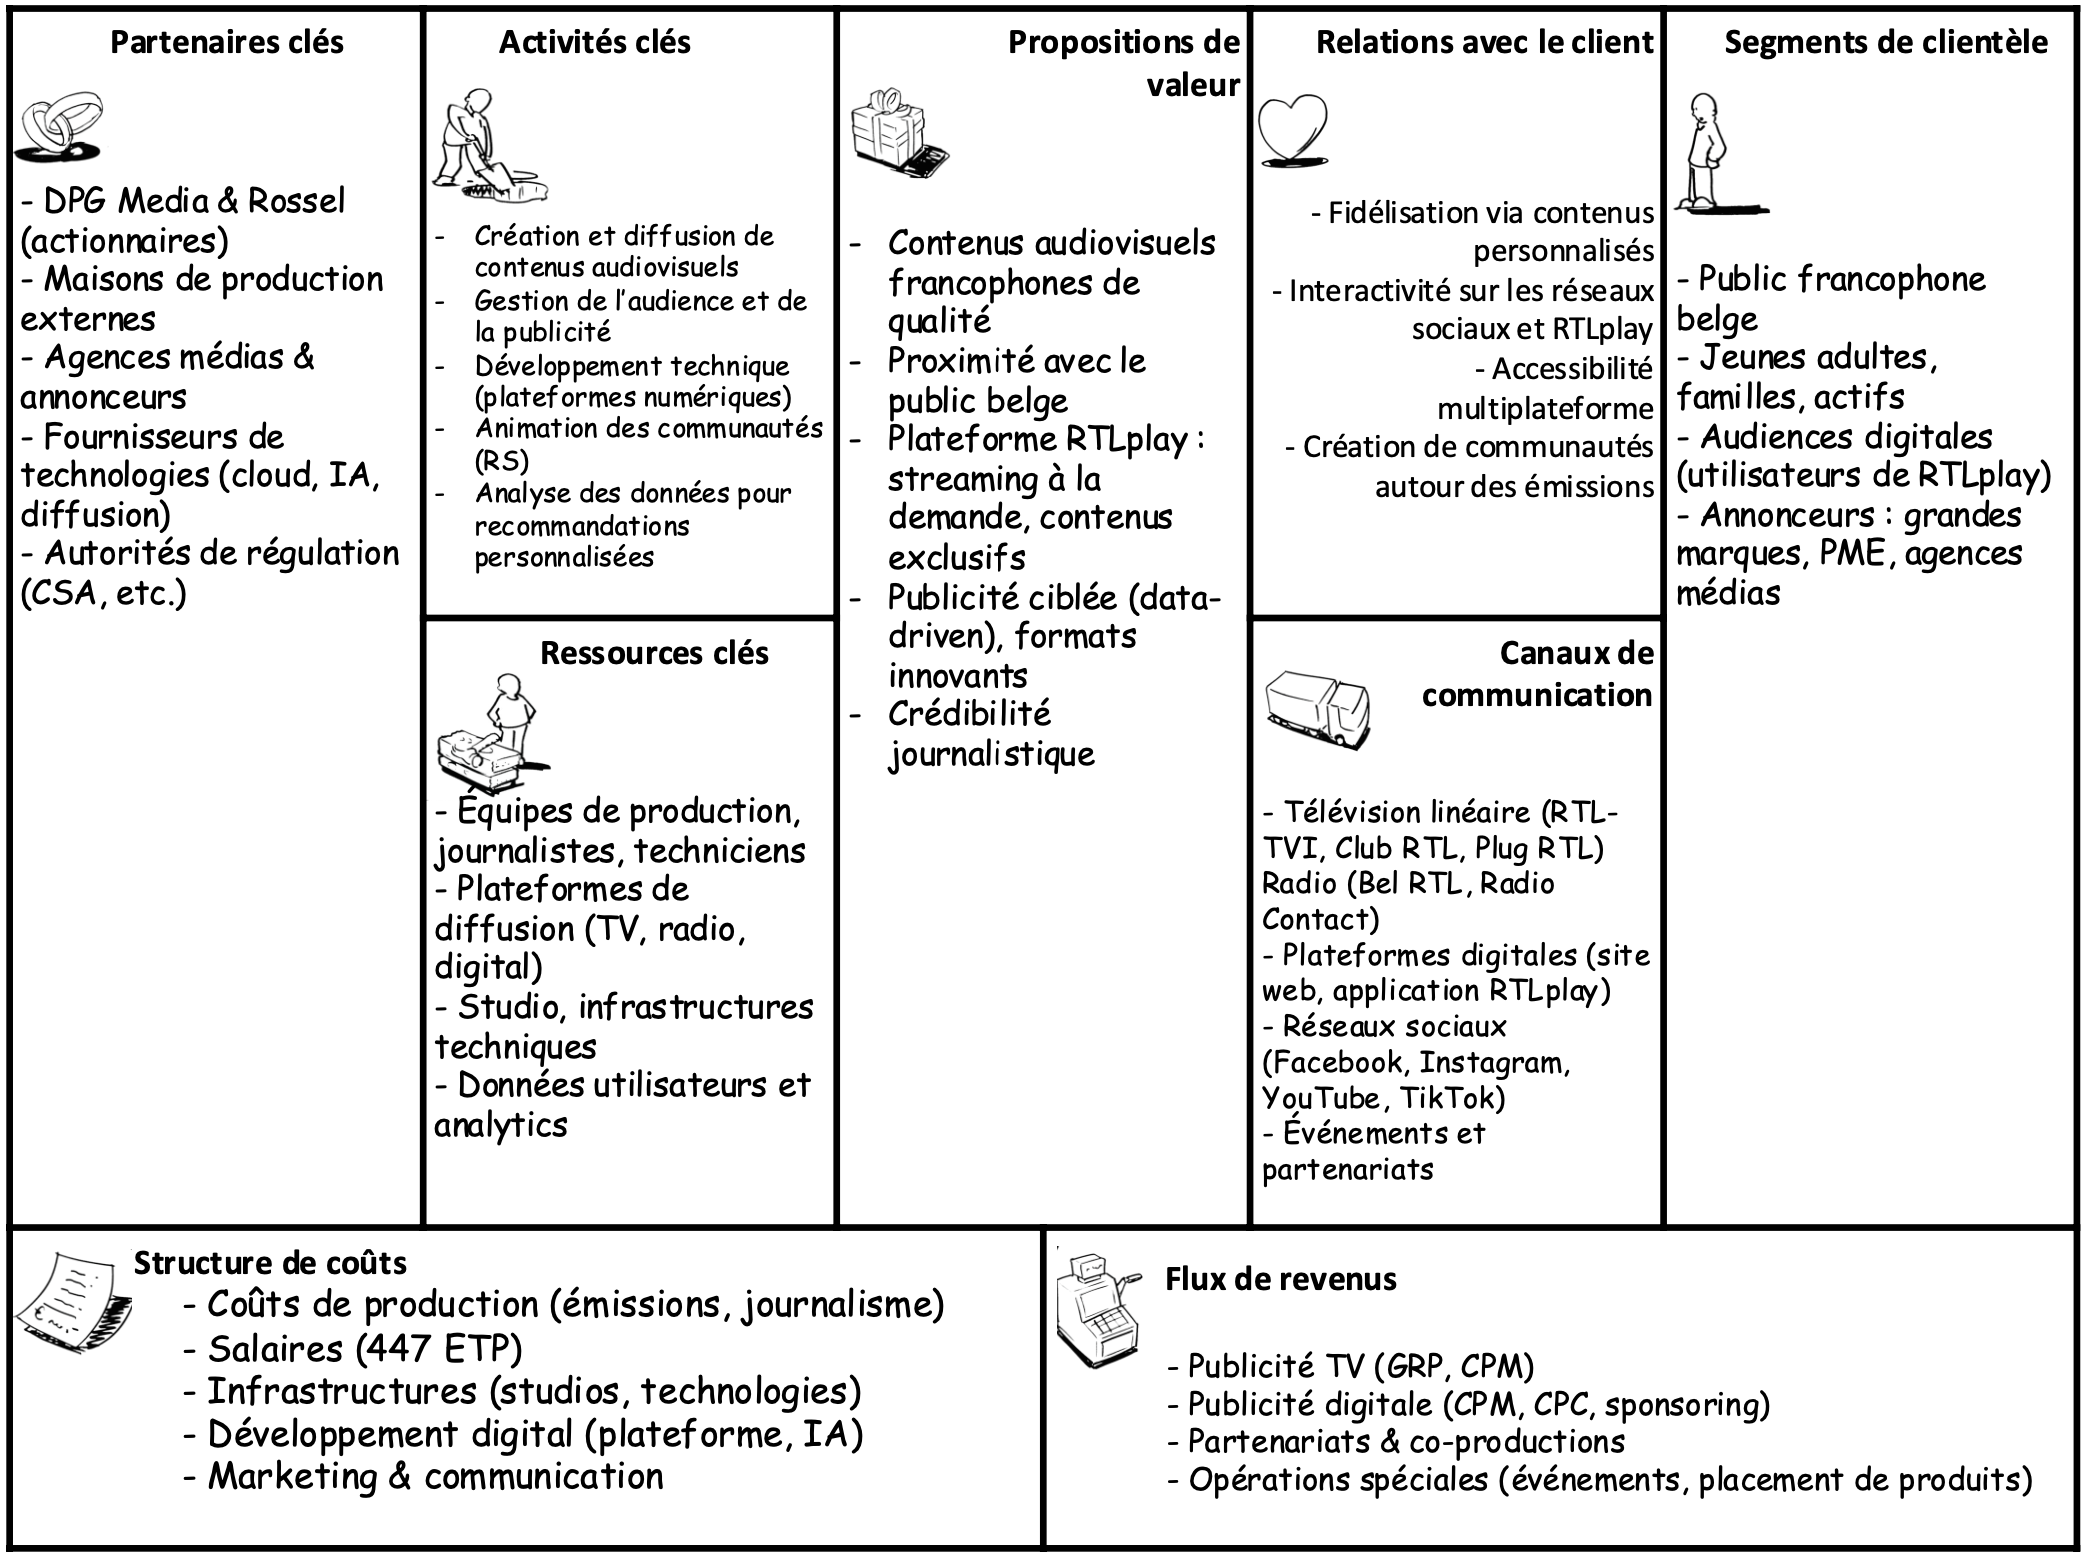 Partenaires clés
- DPG Media & Rossel
(actionnaires)
- Maisons de production
externes
- Agences médias &
annonceurs
- Fournisseurs de
technologies (cloud, IA,
diffusion)
- Autorités de régulation
(CSA, etc.)
Activités clés
- Création et diffusion de
contenus audiovisuels
- Gestion de l'audience et de
la publicité
- Développement technique
(plateformes numériques)
- Animation des communautés
(RS)
- Analyse des données pour
recommandations
personnalisées
Ressources clés
- Équipes de production,
journalistes, techniciens
- Plateformes de
diffusion (TV, radio,
digital)
- Studio, infrastructures
techniques
- Données utilisateurs et
analytics
Propositions de
valeur
- Contenus audiovisuels
francophones de
qualité
- Proximité avec le
public belge
- Plateforme RTLplay :
streaming à la
demande, contenus
exclusifs
- Publicité ciblée (data-
driven), formats
innovants
- Crédibilité
journalistique
Relations avec le client
- Fidélisation via contenus
personnalisés
- Interactivité sur les réseaux
sociaux et RTLplay
- Accessibilité
multiplateforme
- Création de communautés
autour des émissions
Canaux de
communication
- Télévision linéaire (RTL-
TVI, Club RTL, Plug RTL)
Radio (Bel RTL, Radio
Contact)
- Plateformes digitales (site
web, application RTLplay)
- Réseaux sociaux
(Facebook, Instagram,
YouTube, TikTok)
- Événements et
partenariats
Segments de clientèle
- Public francophone
belge
- Jeunes adultes,
familles, actifs
- Audiences digitales
(utilisateurs de RTLplay)
- Annonceurs : grandes
marques, PME, agences
médias
Structure de coûts
- Coûts de production (émissions, journalisme)
- Salaires (447 ETP)
- Infrastructures (studios, technologies)
- Développement digital (plateforme, IA)
- Marketing & communication
Flux de revenus
- Publicité TV (GRP, CPM)
- Publicité digitale (CPM, CPC, sponsoring)
- Partenariats & co-productions
- Opérations spéciales (événements, placement de produits)